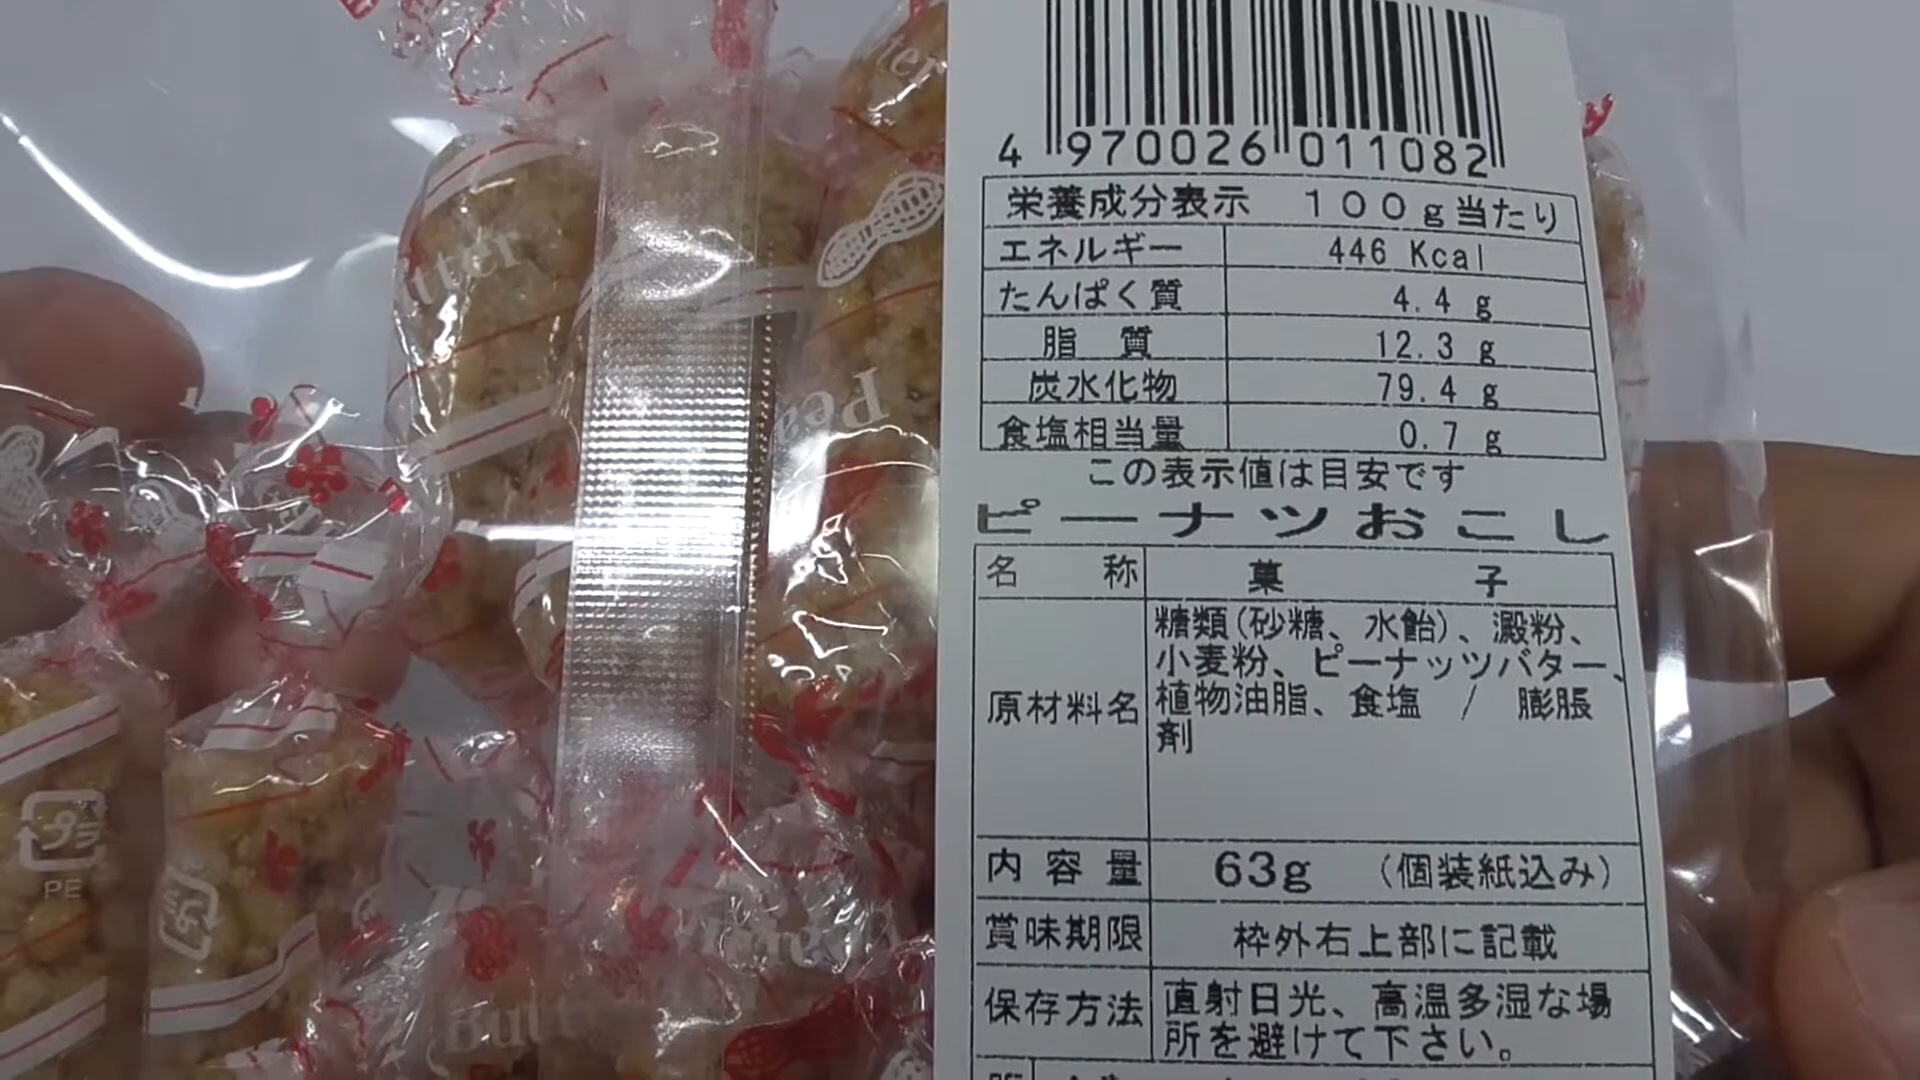 4 970026 011082
栄養成分表示 100g当たり
エネルギー 446 Kcal
たんぱく質 4.4 g
脂質 12.3 g
炭水化物 79.4 g
食塩相当量 0.7 g
この表示値は目安です
ピーナツおこし
名称 菓子
原材料名 糖類(砂糖、水飴)、澱粉、
小麦粉、ピーナッツバター、
植物油脂、食塩 / 膨脹
剤
内容量 63g (個装紙込み)
賞味期限 枠外右上部に記載
保存方法 直射日光、高温多湿な場
所を避けて下さい。
tter
Pea
プラ
PE
Butt